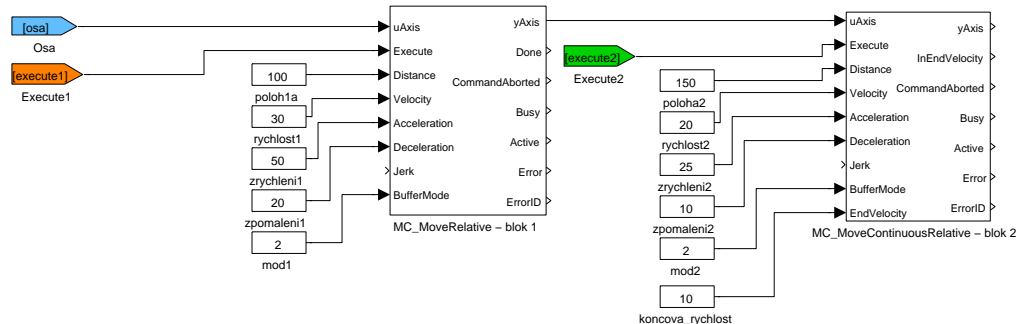 [osa]
Osa
[execute1]
Execute1
100
poloh1a
30
rychlost1
50
zrychleni1
20
zpomaleni1
2
mod1
uAxis
Execute
Distance
Velocity
Acceleration
Deceleration
Jerk
BufferMode
yAxis
Done
CommandAborted
Busy
Active
Error
ErrorID
MC_MoveRelative – blok 1
[execute2]
Execute2
150
poloha2
20
rychlost2
25
zrychleni2
10
zpomaleni2
2
mod2
10
koncova_rychlost
uAxis
Execute
Distance
Velocity
Acceleration
Deceleration
Jerk
BufferMode
EndVelocity
yAxis
InEndVelocity
CommandAborted
Busy
Active
Error
ErrorID
MC_MoveContinuousRelative – blok 2